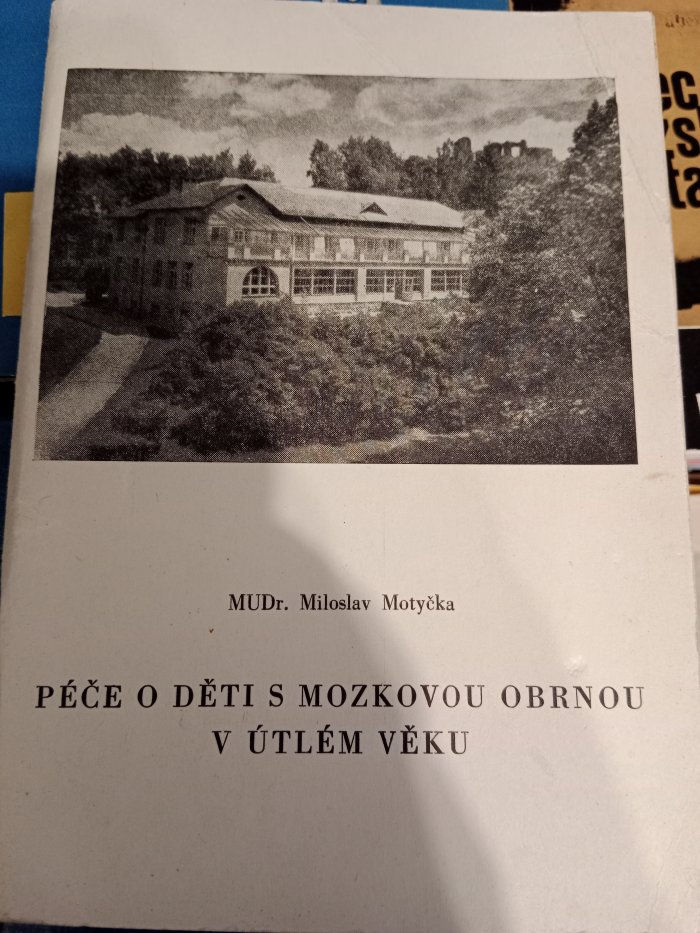 MUDr. Miloslav Motyčka
PÉČE O DĚTI S MOZKOVOU OBRNOU
V ÚTLÉM VĚKU